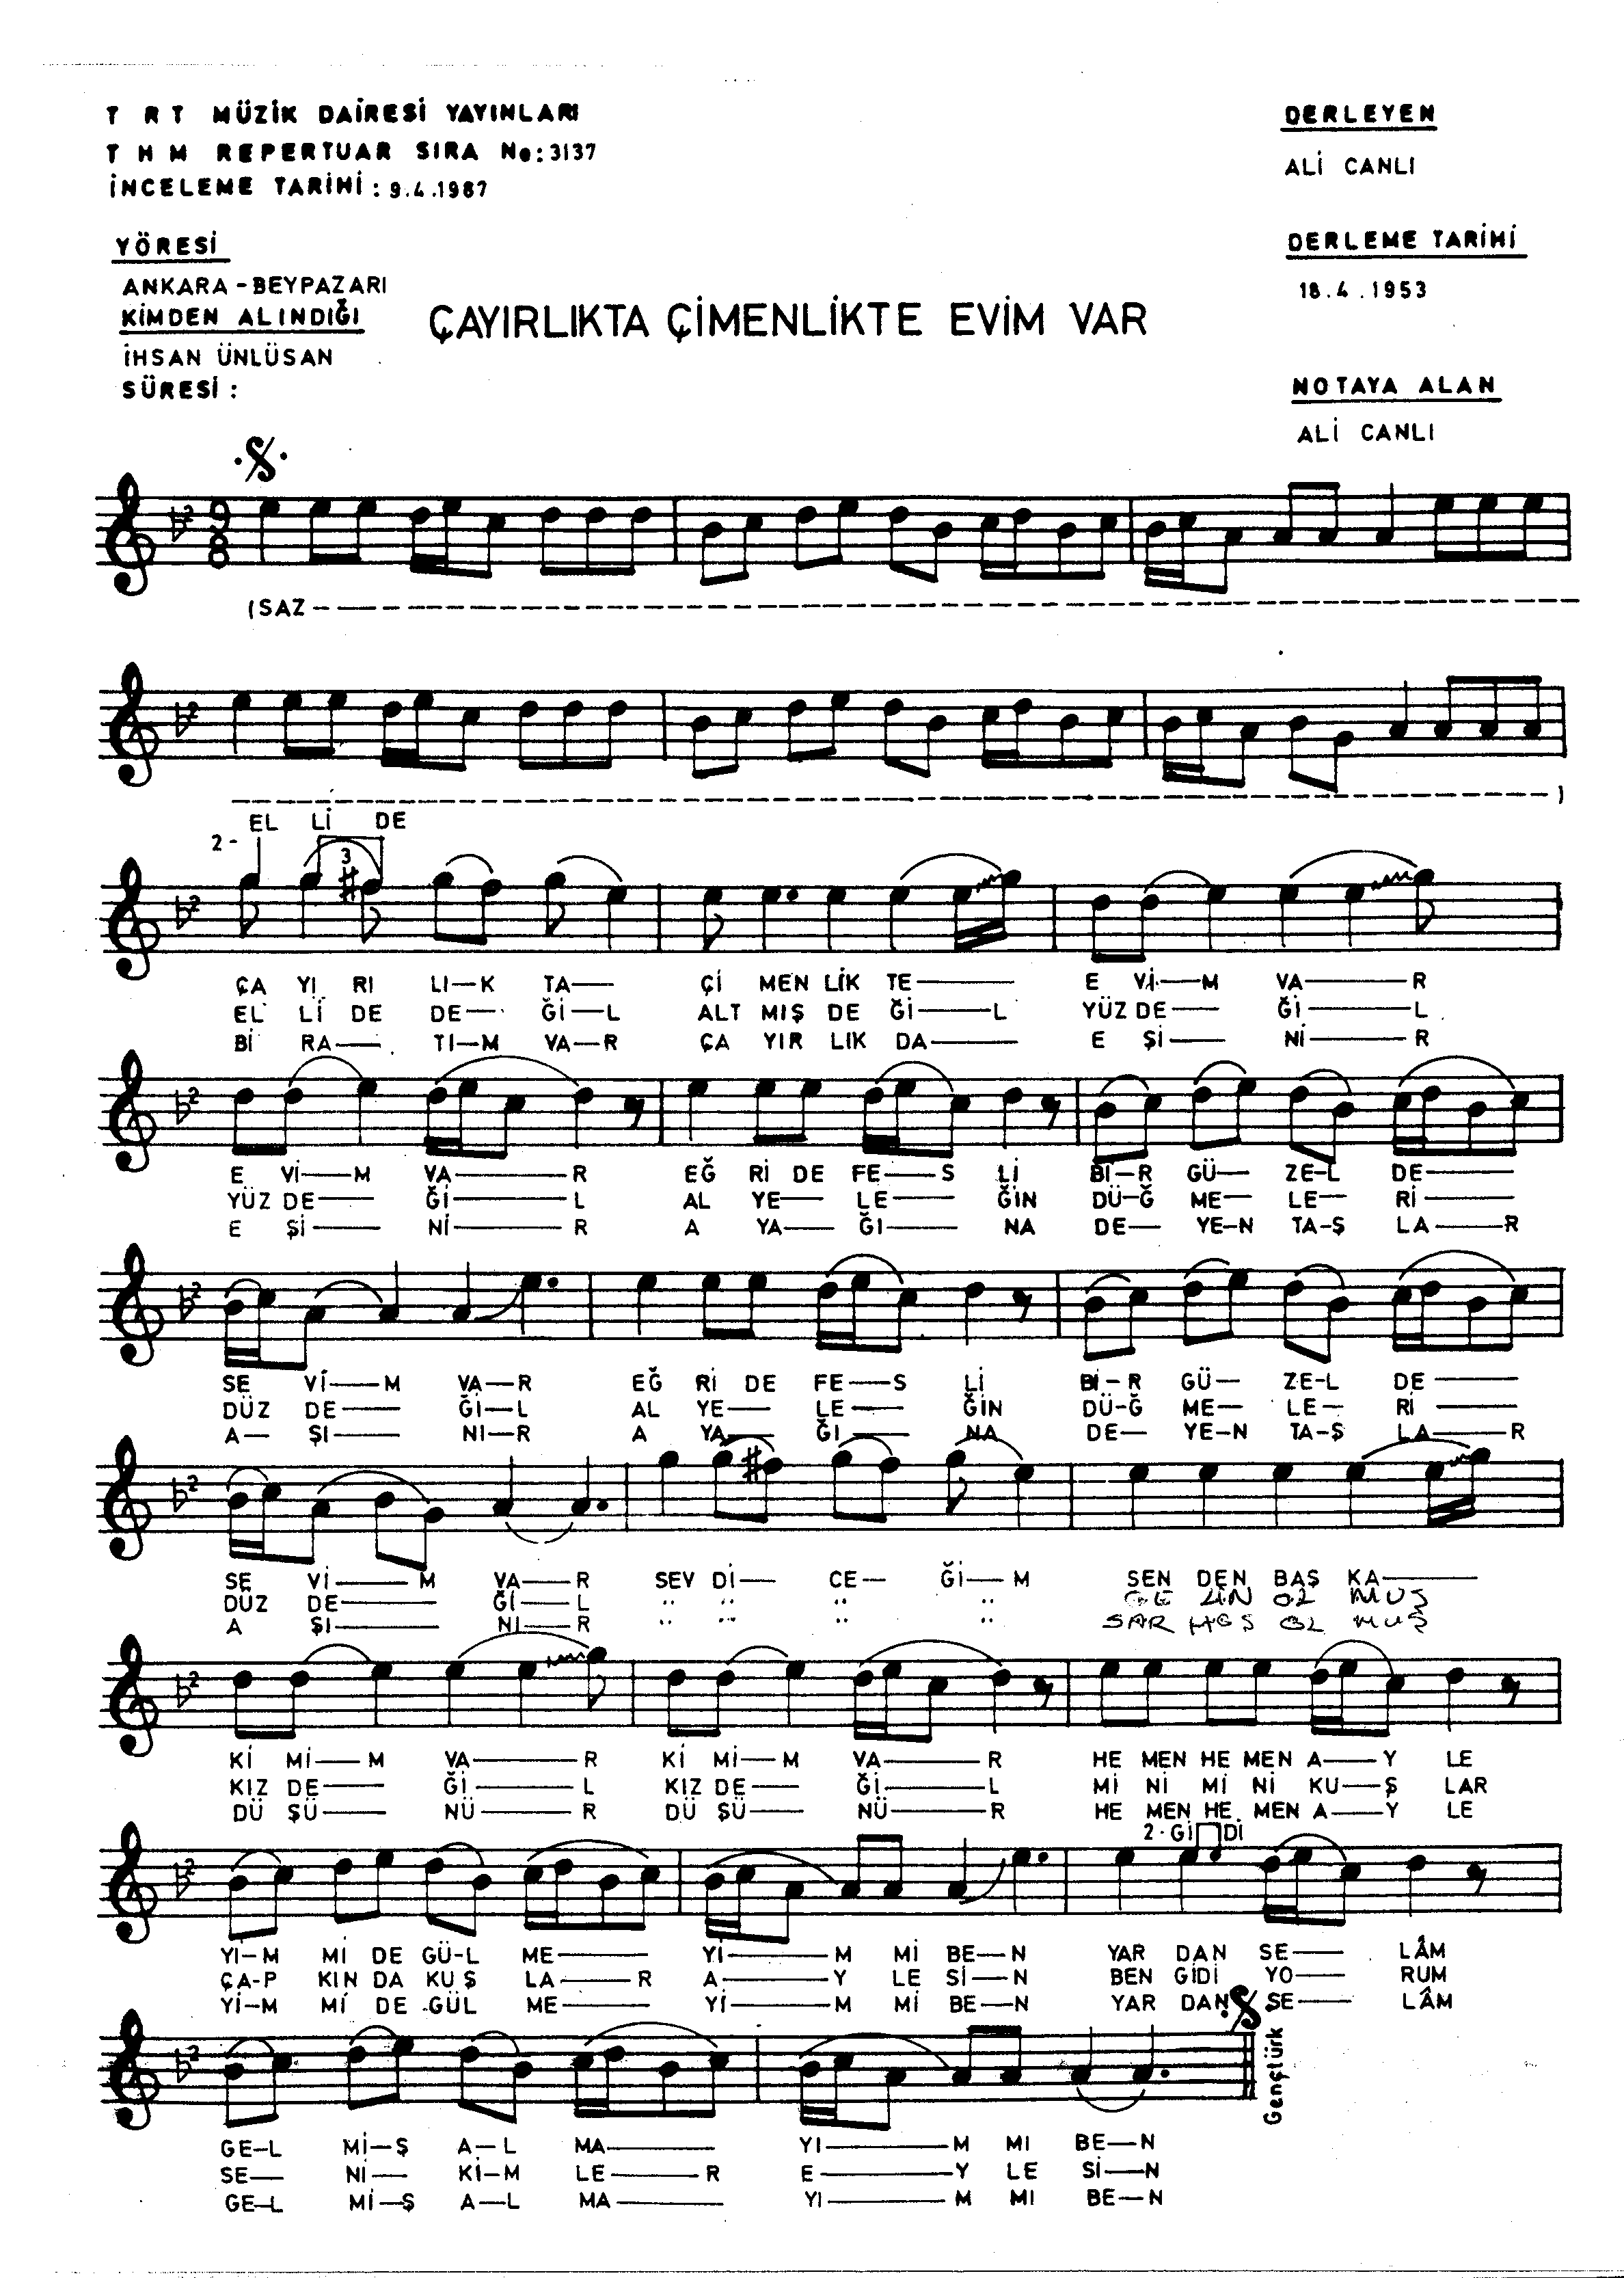 T R T MÜZİK DAİRESİ YAYINLARI
T H M REPERTUAR SIRA No: 3137
İNCELEME TARİHİ : 9.4.1987
DERLEYEN
ALİ CANLI
YÖRESİ
ANKARA - BEYPAZARI
KİMDEN ALINDIĞI
İHSAN ÜNLÜSAN
SÜRESİ :
DERLEME TARİHİ
18.4.1953
ÇAYIRLIKTA ÇİMENLİKTE EVİM VAR
NOTAYA ALAN
ALİ CANLI
(SAZ ---
--- )
2 - EL Lİ DE
3
ÇA YI RI LI—K TA— Çİ MEN LİK TE— E Vİ—M VA—R
EL Lİ DE DE— Ğİ—L ALT MIŞ DE Ğİ—L YÜZ DE— Ğİ—L
Bİ RA— TI—M VA—R ÇA YIR LIK DA— E Şİ— Nİ—R
E Vİ—M VA—R EĞ Rİ DE FE—S Lİ Bİ—R GÜ— ZE—L DE—
YÜZ DE— Ğİ—L AL YE— LE— ĞİN DÜ—Ğ ME— LE— Rİ—
E Şİ— Nİ—R A YA— ĞI— NA DE— YE—N TA—Ş LA—R
SE Vİ—M VA—R EĞ Rİ DE FE—S Lİ Bİ—R GÜ— ZE—L DE—
DÜZ DE— Ğİ—L AL YE— LE— ĞİN DÜ—Ğ ME— LE— Rİ—
A— ŞI— NI—R A YA— ĞI— NA DE— YE—N TA—Ş LA—R
SE Vİ—M VA—R SEV Dİ— CE— Ğİ—M SEN DEN BAŞ KA—
DÜZ DE— Ğİ—L " " " " GE LİN OL MUŞ
A ŞI— NI—R " " " " SAR HOŞ OL MUŞ
Kİ Mİ—M VA—R Kİ Mİ—M VA—R HE MEN HE MEN A—Y LE
KIZ DE— Ğİ—L KIZ DE— Ğİ—L Mİ Nİ Mİ Nİ KU—Ş LAR
DÜ ŞÜ— NÜ—R DÜ ŞÜ— NÜ—R HE MEN HE MEN A—Y LE
2 - GİDİ
Yİ—M Mİ DE GÜ—L ME— Yİ—M Mİ BE—N YAR DAN SE— LÂM
ÇA—P KIN DA KUŞ LA—R A—Y LE Sİ—N BEN GİDİ YO— RUM
Yİ—M Mİ DE GÜL ME— Yİ—M Mİ BE—N YAR DAN SE— LÂM
Gençtürk
GE—L Mİ—Ş A—L MA— YI—M MI BE—N
SE— Nİ— Kİ—M LE—R E—Y LE Sİ—N
GE—L Mİ—Ş A—L MA— YI—M MI BE—N